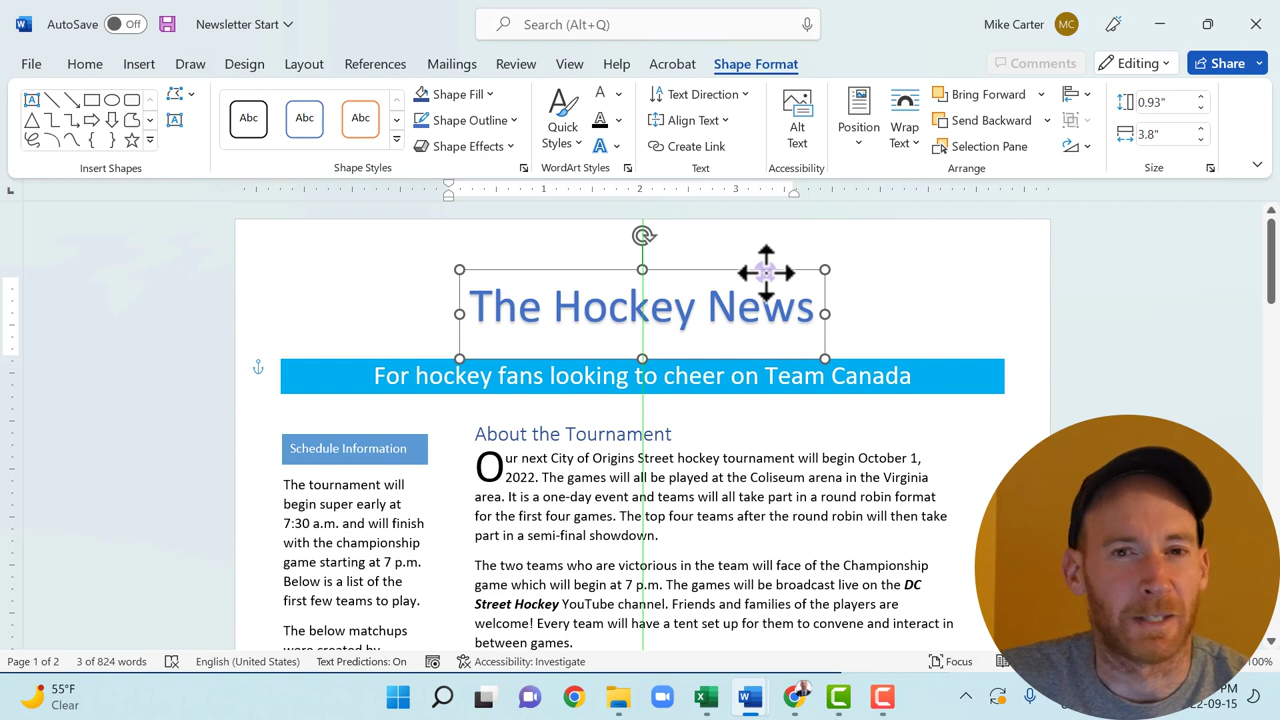 AutoSave Off Newsletter Start Search (Alt+Q) Mike Carter MC
File Home Insert Draw Design Layout References Mailings Review View Help Acrobat Shape Format Comments Editing Share
Abc Abc Abc
Shape Fill
Shape Outline
Shape Effects
Quick
Styles
A
A
A
Text Direction
Align Text
Create Link
Alt
Text
Position
Wrap
Text
Bring Forward
Send Backward
Selection Pane
0.93"
3.8"
Insert Shapes Shape Styles WordArt Styles Text Accessibility Arrange Size
1 2 3
The Hockey News
For hockey fans looking to cheer on Team Canada
Schedule Information
The tournament will
begin super early at
7:30 a.m. and will finish
with the championship
game starting at 7 p.m.
Below is a list of the
first few teams to play.
The below matchups
were created by
About the Tournament
Our next City of Origins Street hockey tournament will begin October 1,
2022. The games will all be played at the Coliseum arena in the Virginia
area. It is a one-day event and teams will all take part in a round robin format
for the first four games. The top four teams after the round robin will then take
part in a semi-final showdown.
The two teams who are victorious in the team will face of the Championship
game which will begin at 7 p.m. The games will be broadcast live on the DC
Street Hockey YouTube channel. Friends and families of the players are
welcome! Every team will have a tent set up for them to convene and interact in
between games.
Page 1 of 2 3 of 824 words English (United States) Text Predictions: On Accessibility: Investigate Focus 100%
55°F
Clear
PM
22-09-15